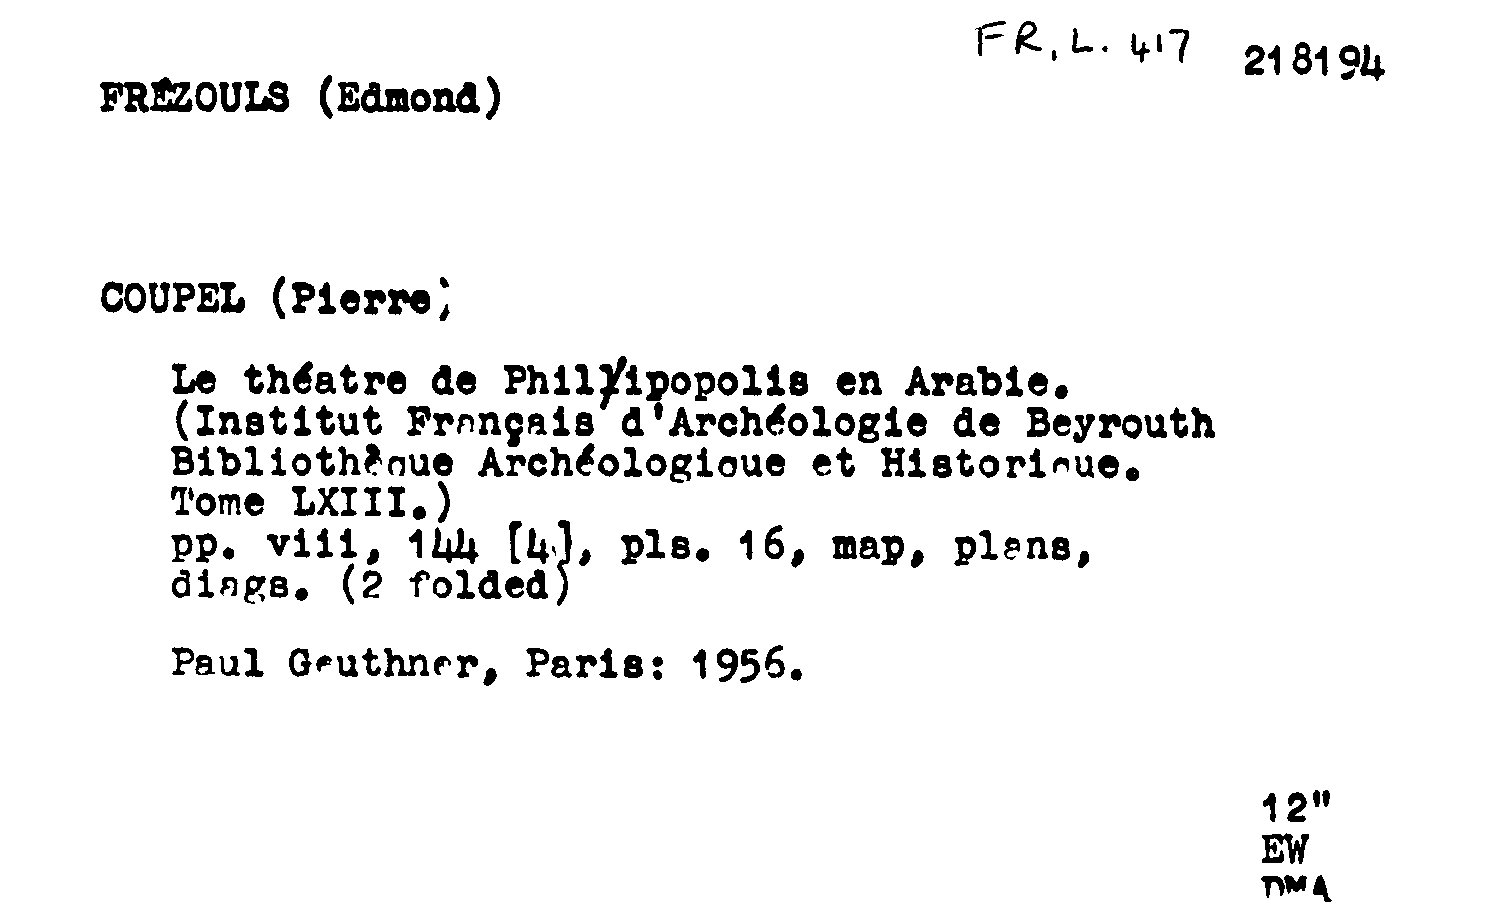 FR.L. 417 218194
FRÉZOULS (Edmond)
COUPEL (Pierre)
Le théatre de Philipopolis en Arabie.
(Institut Français d'Archéologie de Beyrouth
Bibliothèque Archéologique et Historique.
Tome LXIII.)
pp. viii, 144 [4], pls. 16, map, plans,
diags. (2 folded)
Paul Geuthner, Paris: 1956.
12"
EW
DMA